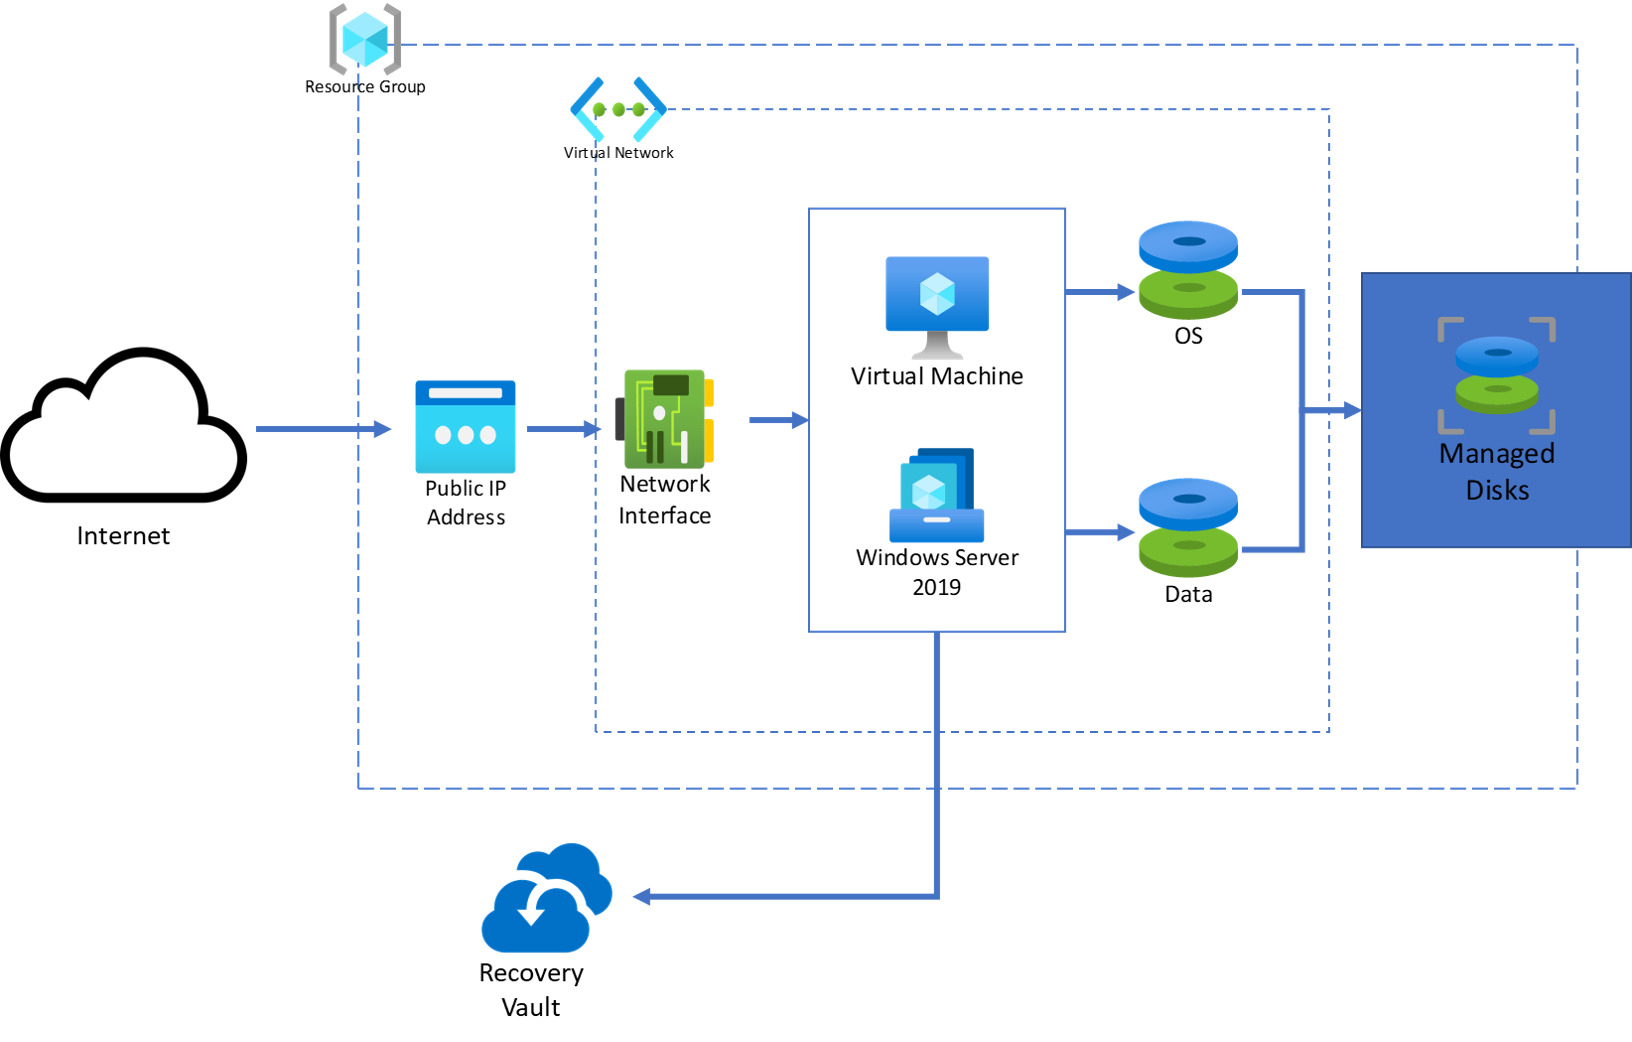 Resource Group
Virtual Network
OS
Virtual Machine
Managed
Disks
Network
Interface
Public IP
Address
Internet
Windows Server
2019
Data
Recovery
Vault